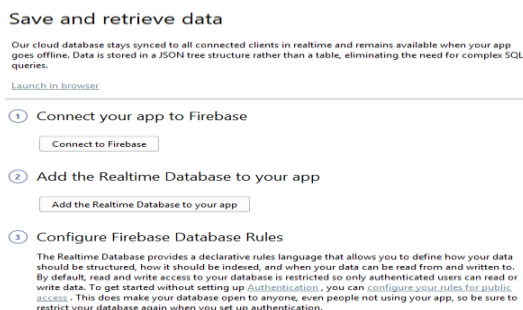 Save and retrieve data
Our cloud database stays synced to all connected clients in realtime and remains available when your app
goes offline. Data is stored in a JSON tree structure rather than a table, eliminating the need for complex SQL
queries.
Launch in browser
1 Connect your app to Firebase
Connect to Firebase
2 Add the Realtime Database to your app
Add the Realtime Database to your app
3 Configure Firebase Database Rules
The Realtime Database provides a declarative rules language that allows you to define how your data
should be structured, how it should be indexed, and when your data can be read from and written to.
By default, read and write access to your database is restricted so only authenticated users can read or
write data. To get started without setting up Authentication , you can configure your rules for public
access . This does make your database open to anyone, even people not using your app, so be sure to
restrict your database again when you set up authentication.